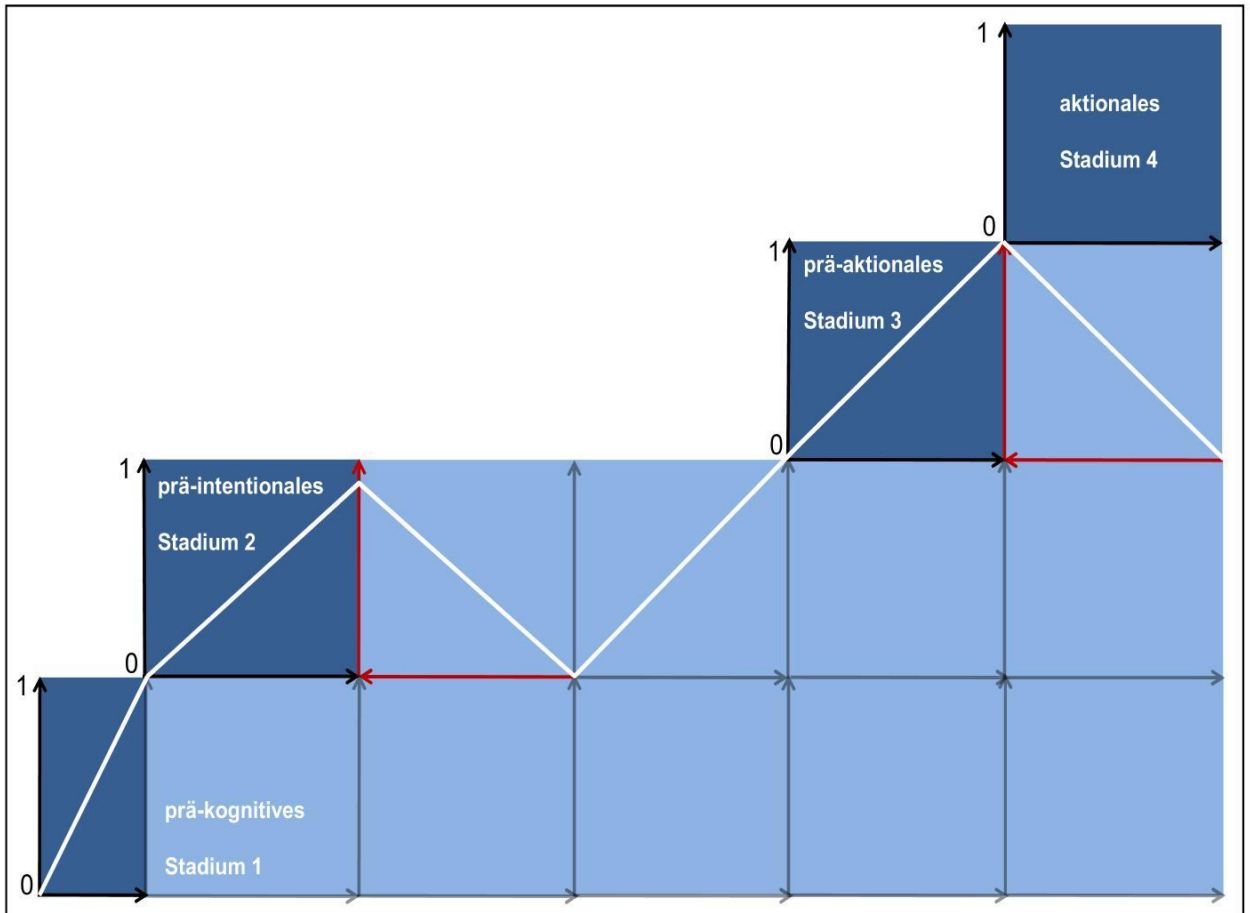 1
aktionales
Stadium 4
0
1
prä-aktionales
Stadium 3
0
1
prä-intentionales
Stadium 2
0
1
prä-kognitives
Stadium 1
0